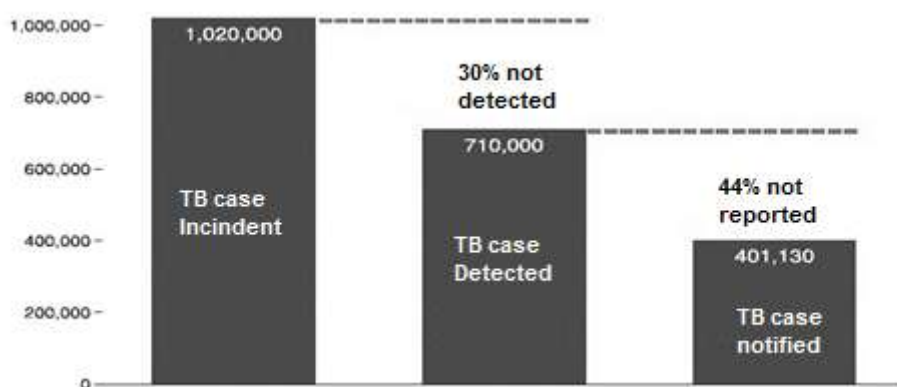 1,000,000
800,000
600,000
400,000
200,000
0
1,020,000
TB case
Incindent
30% not
detected
710,000
TB case
Detected
44% not
reported
401,130
TB case
notified